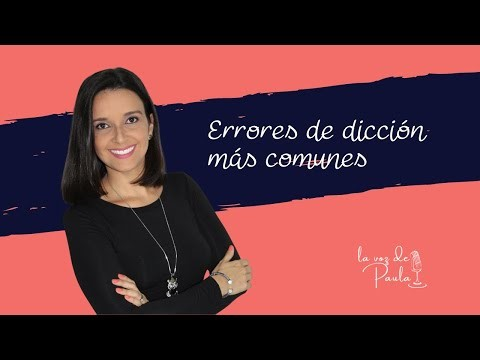 Errores de dicción
más comunes
la voz de
Paula